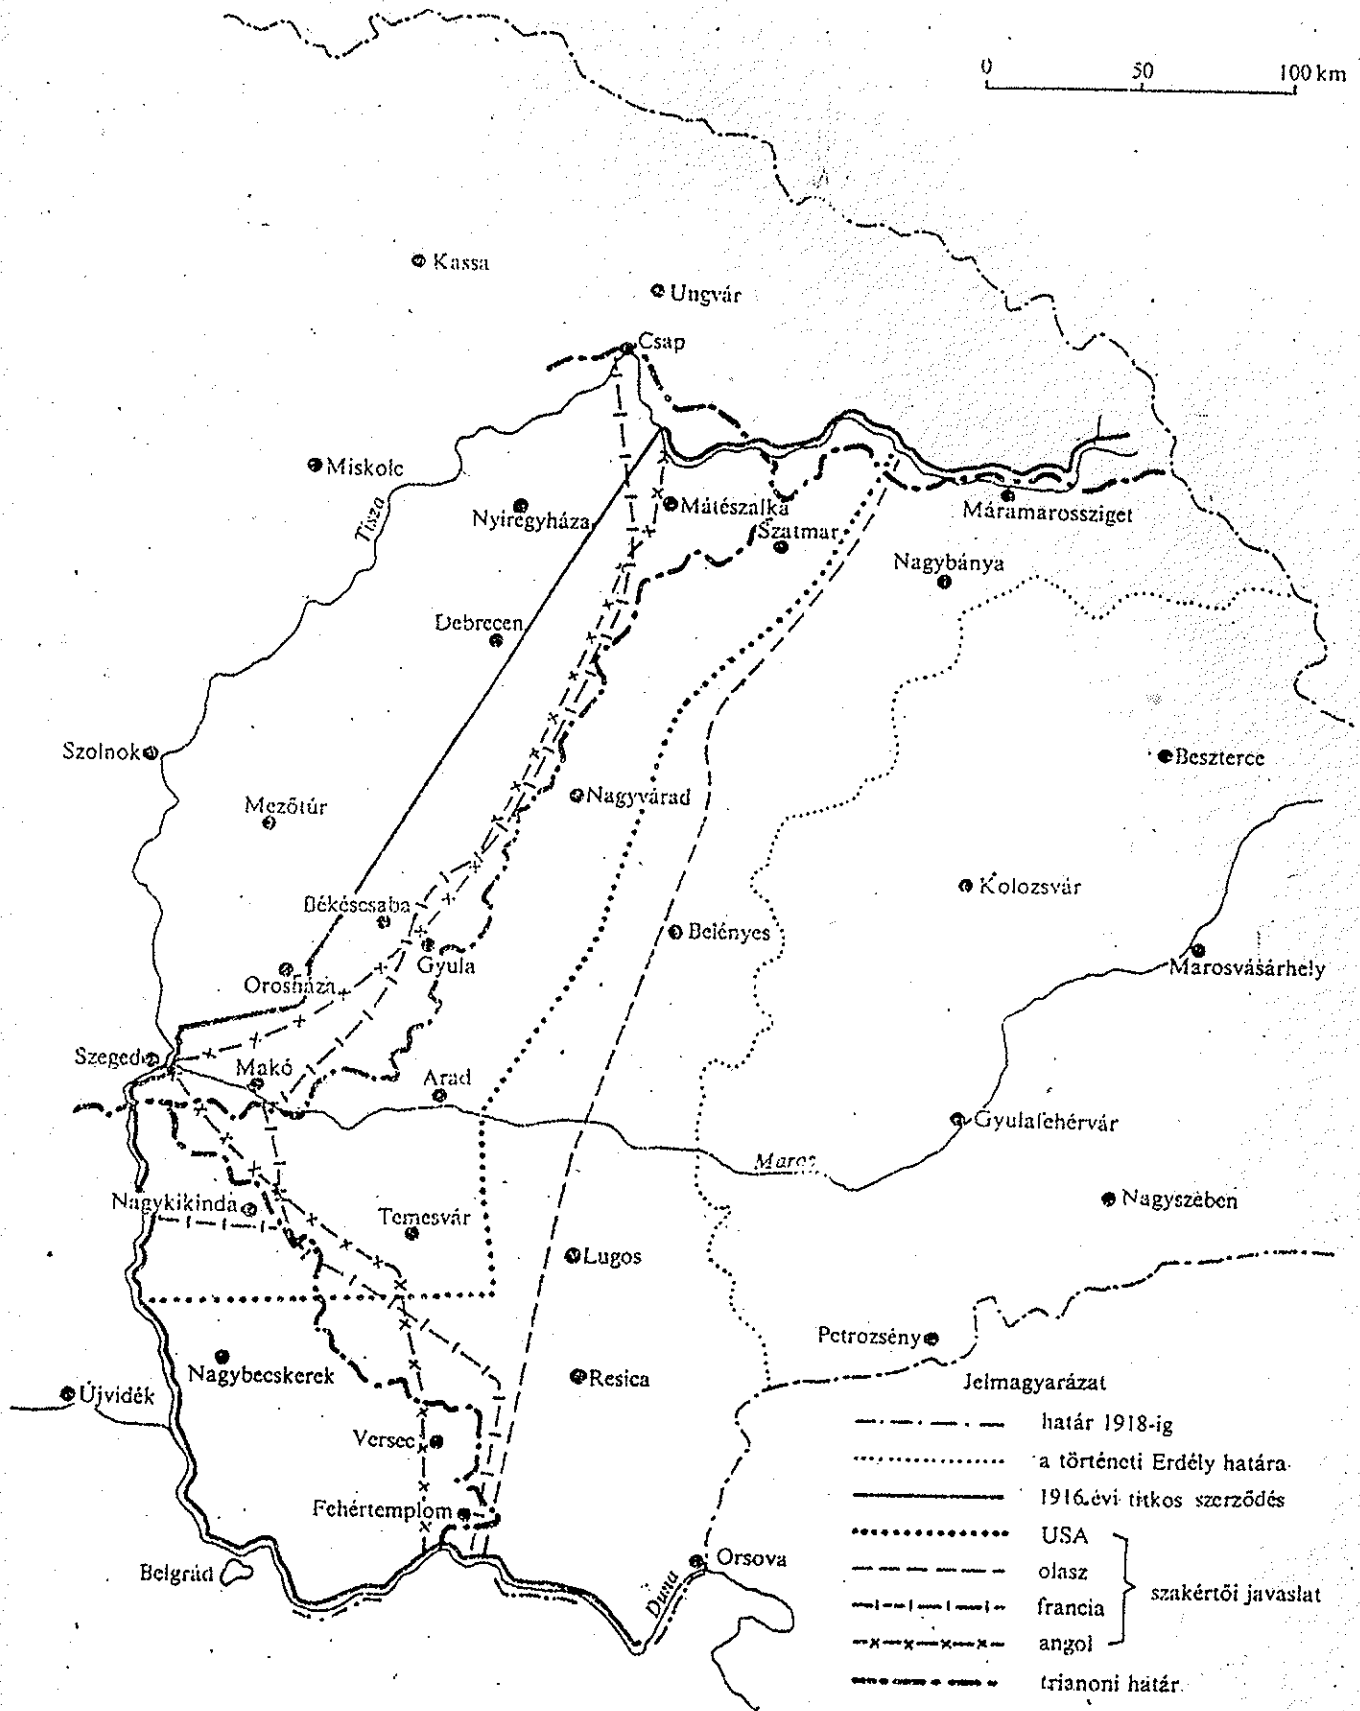 0 50 100 km
Kassa
Ungvár
Csap
Miskolc
Tisza
Nyíregyháza
Mátészalka
Szatmar
Máramarossziget
Nagybánya
Debrecen
Szolnok
Beszterce
Nagyvárad
Mezőtúr
Kolozsvár
Békéscsaba
Belényes
Gyula
Marosvásárhely
Orosháza
Szeged
Makó
Arad
Gyulafehérvár
Maros
Nagykikinda
Temesvár
Nagyszeben
Lugos
Petrozsény
Nagybecskerek
Resica
Újvidék
Versec
Fehértemplom
Belgrád
Orsova
Duna
Jelmagyarázat
határ 1918-ig
a történeti Erdély határa
1916.évi titkos szerződés
USA
olasz
francia
angol
szakértői javaslat
trianoni határ